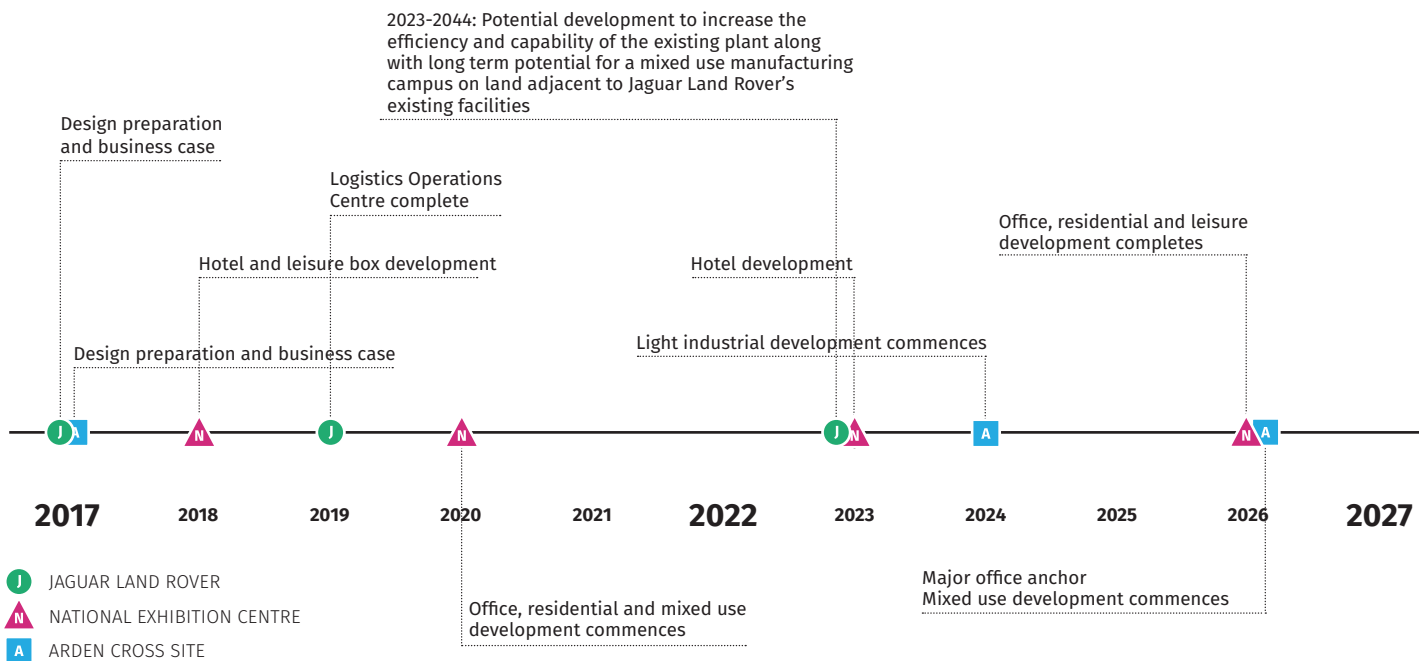 2023-2044: Potential development to increase the
efficiency and capability of the existing plant along
with long term potential for a mixed use manufacturing
campus on land adjacent to Jaguar Land Rover’s
existing facilities
Design preparation
and business case
Logistics Operations
Centre complete
Office, residential and leisure
development completes
Hotel and leisure box development
Hotel development
Light industrial development commences
Design preparation and business case
J
A
N
J
N
J
N
A
N
A
2017
2018
2019
2020
2021
2022
2023
2024
2025
2026
2027
J JAGUAR LAND ROVER
N NATIONAL EXHIBITION CENTRE
A ARDEN CROSS SITE
Office, residential and mixed use
development commences
Major office anchor
Mixed use development commences